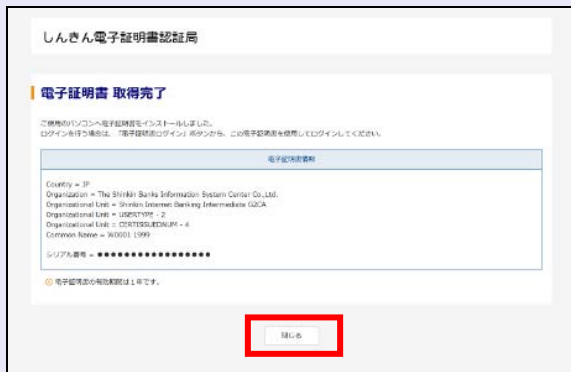 しんきん電子証明書認証局
電子証明書 取得完了
ご使用のパソコンへ電子証明書をインストールしました。
ログインを行う場合は、「電子証明書ログイン」ボタンから、この電子証明書を使用してログインしてください。
電子証明書情報
Country = JP
Organization = The Shinkin Banks Information System Center Co.,Ltd.
Organizational Unit = Shinkin Internet Banking Intermediate G2CA
Organizational Unit = USERTYPE - 2
Organizational Unit = CERTISSUEDNUM - 4
Common Name = W0001 1999
シリアル番号 = ●●●●●●●●●●●●●●●●●
電子証明書の有効期間は1年です。
閉じる